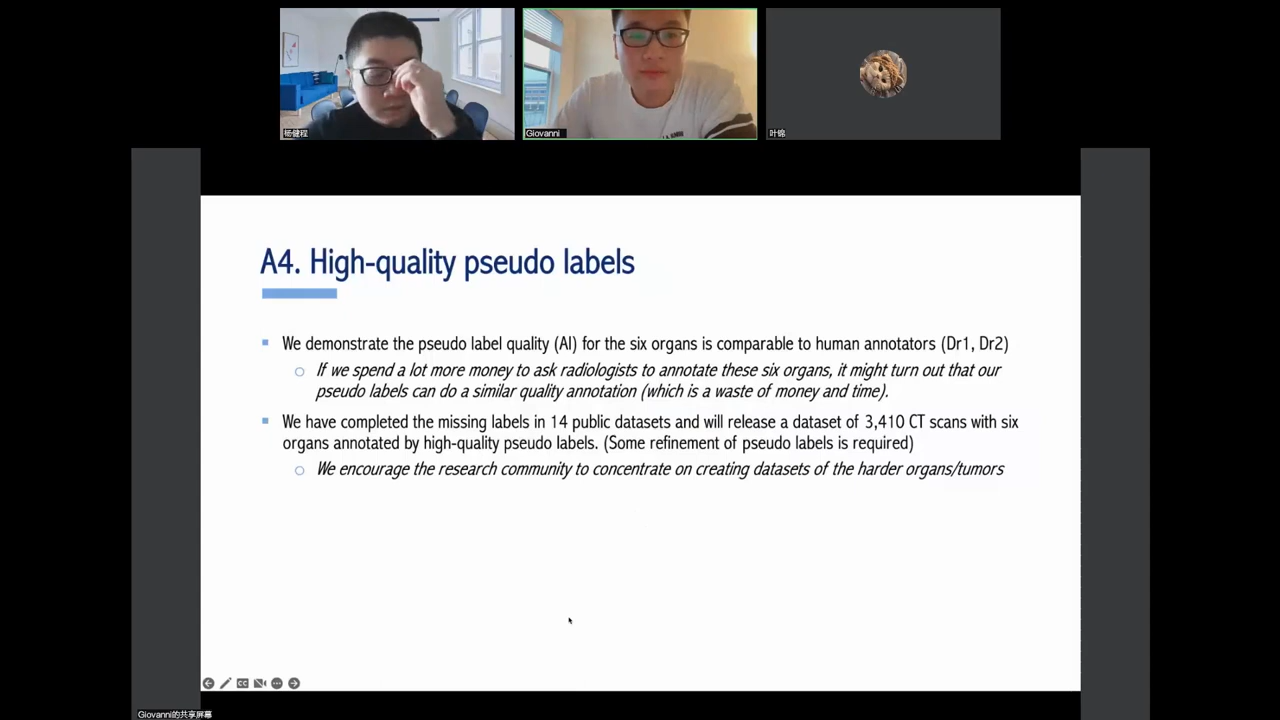 杨健程
Giovanni
叶锦
A4. High-quality pseudo labels
We demonstrate the pseudo label quality (AI) for the six organs is comparable to human annotators (Dr1, Dr2)
If we spend a lot more money to ask radiologists to annotate these six organs, it might turn out that our
pseudo labels can do a similar quality annotation (which is a waste of money and time).
We have completed the missing labels in 14 public datasets and will release a dataset of 3,410 CT scans with six
organs annotated by high-quality pseudo labels. (Some refinement of pseudo labels is required)
We encourage the research community to concentrate on creating datasets of the harder organs/tumors
Giovanni的共享屏幕